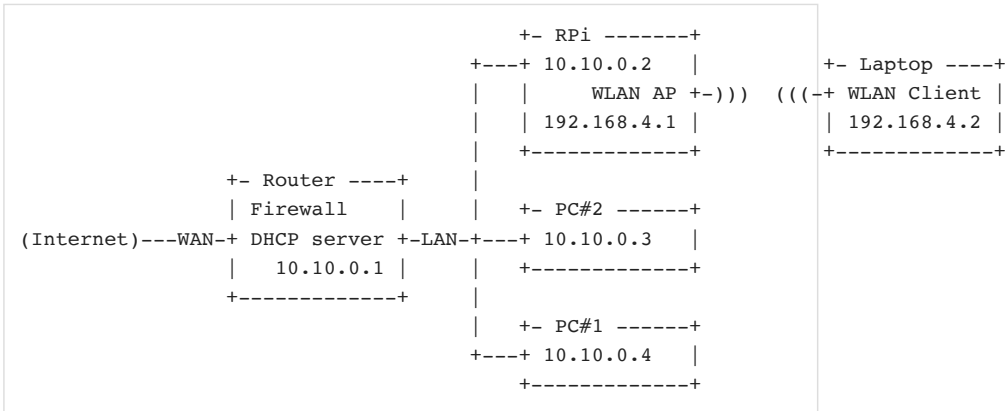 +- RPi -------+
                                     +---+ 10.10.0.2   |          +- Laptop ----+
                                     |   |     WLAN AP +-)))  (((-+ WLAN Client |
                                     |   | 192.168.4.1 |          | 192.168.4.2 |
                                     |   +-------------+          +-------------+
                 +- Router ----+     |
                 | Firewall    |     |   +- PC#2 ------+
(Internet)---WAN-+ DHCP server +-LAN-+---+ 10.10.0.3   |
                 |   10.10.0.1 |     |   +-------------+
                 +-------------+     |
                                     |   +- PC#1 ------+
                                     +---+ 10.10.0.4   |
                                         +-------------+